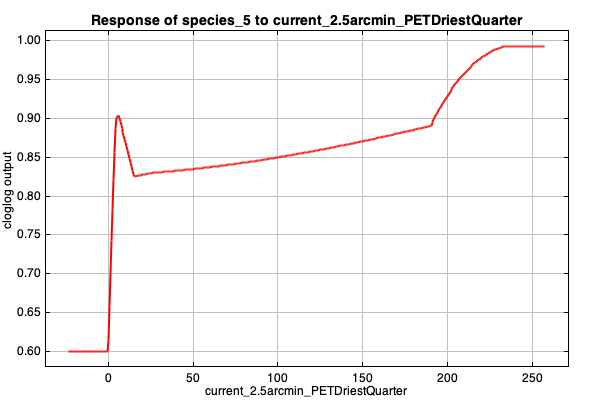 Response of species_5 to current_2.5arcmin_PETDriestQuarter
1.00
0.95
0.90
0.85
0.80
0.75
0.70
0.65
0.60
cloglog output
0 50 100 150 200 250
current_2.5arcmin_PETDriestQuarter